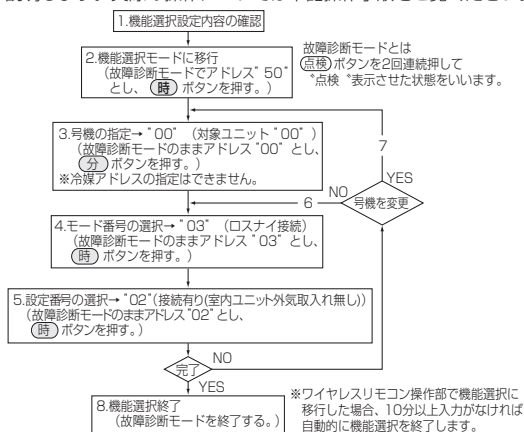 1.機能選択設定内容の確認
2.機能選択モードに移行
(故障診断モードでアドレス"50"
とし、時ボタンを押す。)
故障診断モードとは
点検ボタンを2回連続押して
"点検"表示させた状態をいいます。
3.号機の指定→"00" (対象ユニット"00")
(故障診断モードのままアドレス"00"とし、
分ボタンを押す。)
※冷媒アドレスの指定はできません。
7
YES
NO
6
号機を変更
4.モード番号の選択→"03" (ロスナイ接続)
(故障診断モードのままアドレス"03"とし、
時ボタンを押す。)
5.設定番号の選択→"02"(接続有り(室内ユニット外気取入れ無し))
(故障診断モードのままアドレス"02"とし、
時ボタンを押す。)
NO
完了
YES
8.機能選択終了
(故障診断モードを終了する。)
※ワイヤレスリモコン操作部で機能選択に
移行した場合、10分以上入力がなければ
自動的に機能選択を終了します。